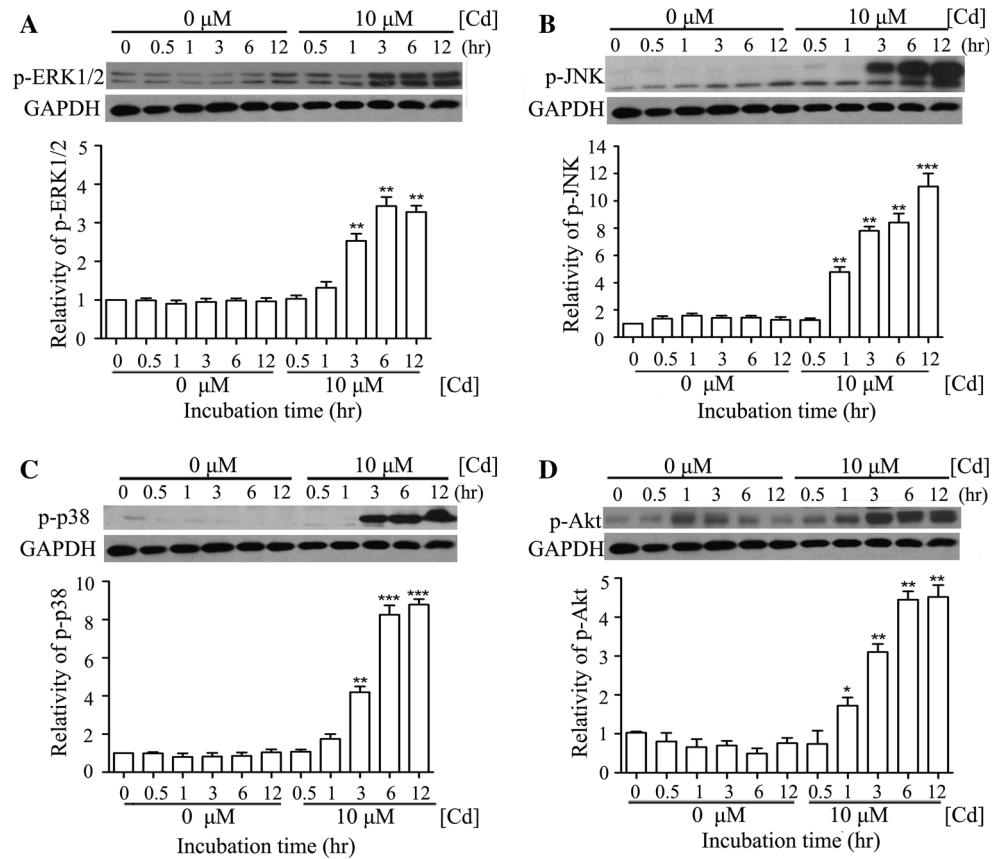 A
0 μM 10 μM [Cd]
0 0.5 1 3 6 12 0.5 1 3 6 12 (hr)
p-ERK1/2
GAPDH
Relativity of p-ERK1/2
5
4
3
2
1
0
** ** **
0 0.5 1 3 6 12 0.5 1 3 6 12
0 μM 10 μM [Cd]
Incubation time (hr)
B
0 μM 10 μM [Cd]
0 0.5 1 3 6 12 0.5 1 3 6 12 (hr)
p-JNK
GAPDH
Relativity of p-JNK
14
12
10
8
6
4
2
0
** ** ** ***
0 0.5 1 3 6 12 0.5 1 3 6 12
0 μM 10 μM [Cd]
Incubation time (hr)
C
0 μM 10 μM [Cd]
0 0.5 1 3 6 12 0.5 1 3 6 12 (hr)
p-p38
GAPDH
Relativity of p-p38
10
8
6
4
2
0
** *** ***
0 0.5 1 3 6 12 0.5 1 3 6 12
0 μM 10 μM [Cd]
Incubation time (hr)
D
0 μM 10 μM [Cd]
0 0.5 1 3 6 12 0.5 1 3 6 12 (hr)
p-Akt
GAPDH
Relativity of p-Akt
5
4
3
2
1
0
* ** ** **
0 0.5 1 3 6 12 0.5 1 3 6 12
0 μM 10 μM [Cd]
Incubation time (hr)